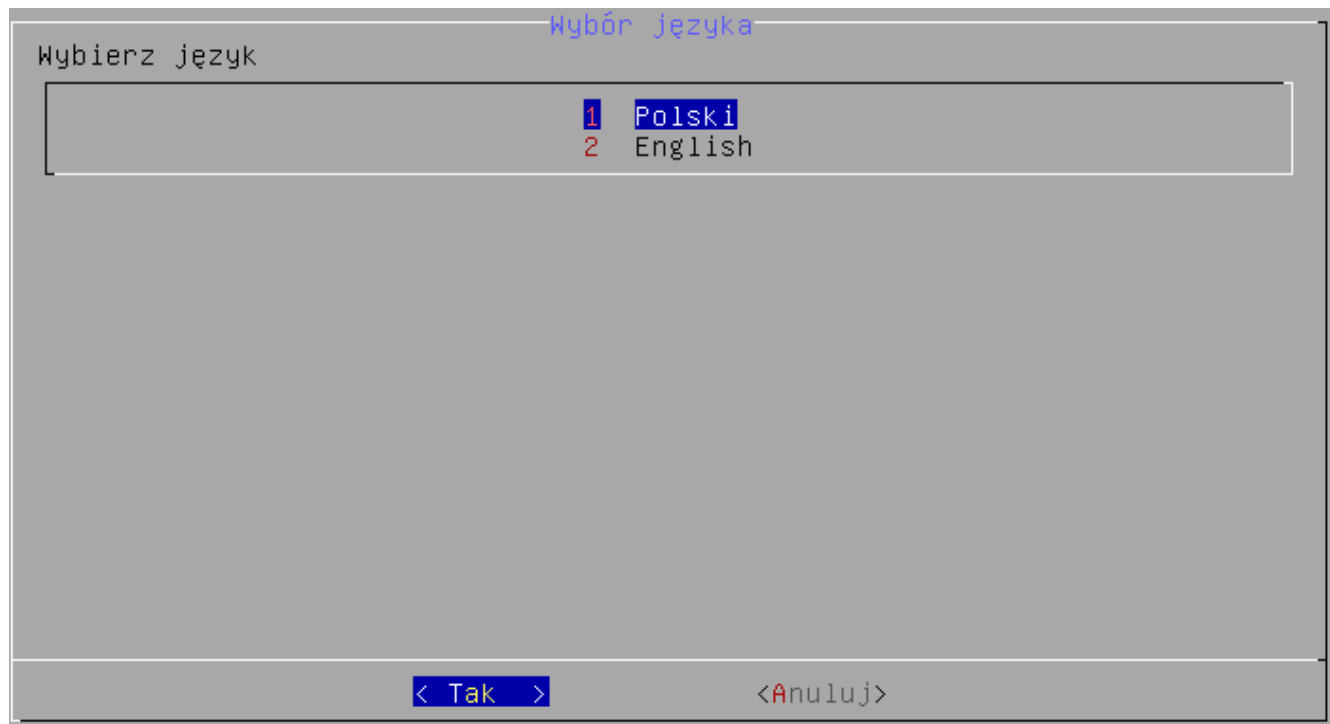 Wybór języka
Wybierz język
1 Polski
2 English
< Tak > <Anuluj>